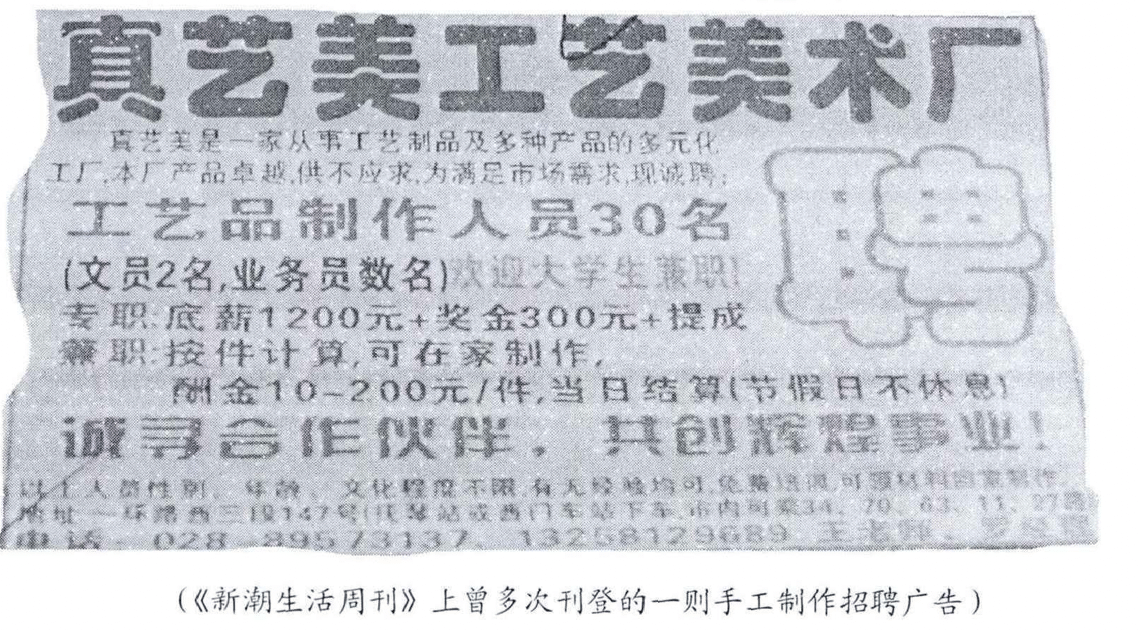 真艺美工艺美术厂
真艺美是一家从事工艺制品及多种产品的多元化
工厂,本厂产品卓越,供不应求,为满足市场需求,现诚聘:
聘
工艺品制作人员30名
(文员2名,业务员数名)欢迎大学生兼职!
专职:底薪1200元+奖金300元+提成
兼职:按件计算,可在家制作,
酬金10-200元/件,当日结算(节假日不休息)
诚寻合作伙伴,共创辉煌事业!
以上人员性别、年龄、文化程度不限,有无经验均可,免费培训,可领材料回家制作
地址:一环路西三段147号(抚琴站或西门车站下车,市内可乘34、70、63、11、27路)
电话:028-89573137、13258129689 王老师、罗
(《新潮生活周刊》上曾多次刊登的一则手工制作招聘广告)